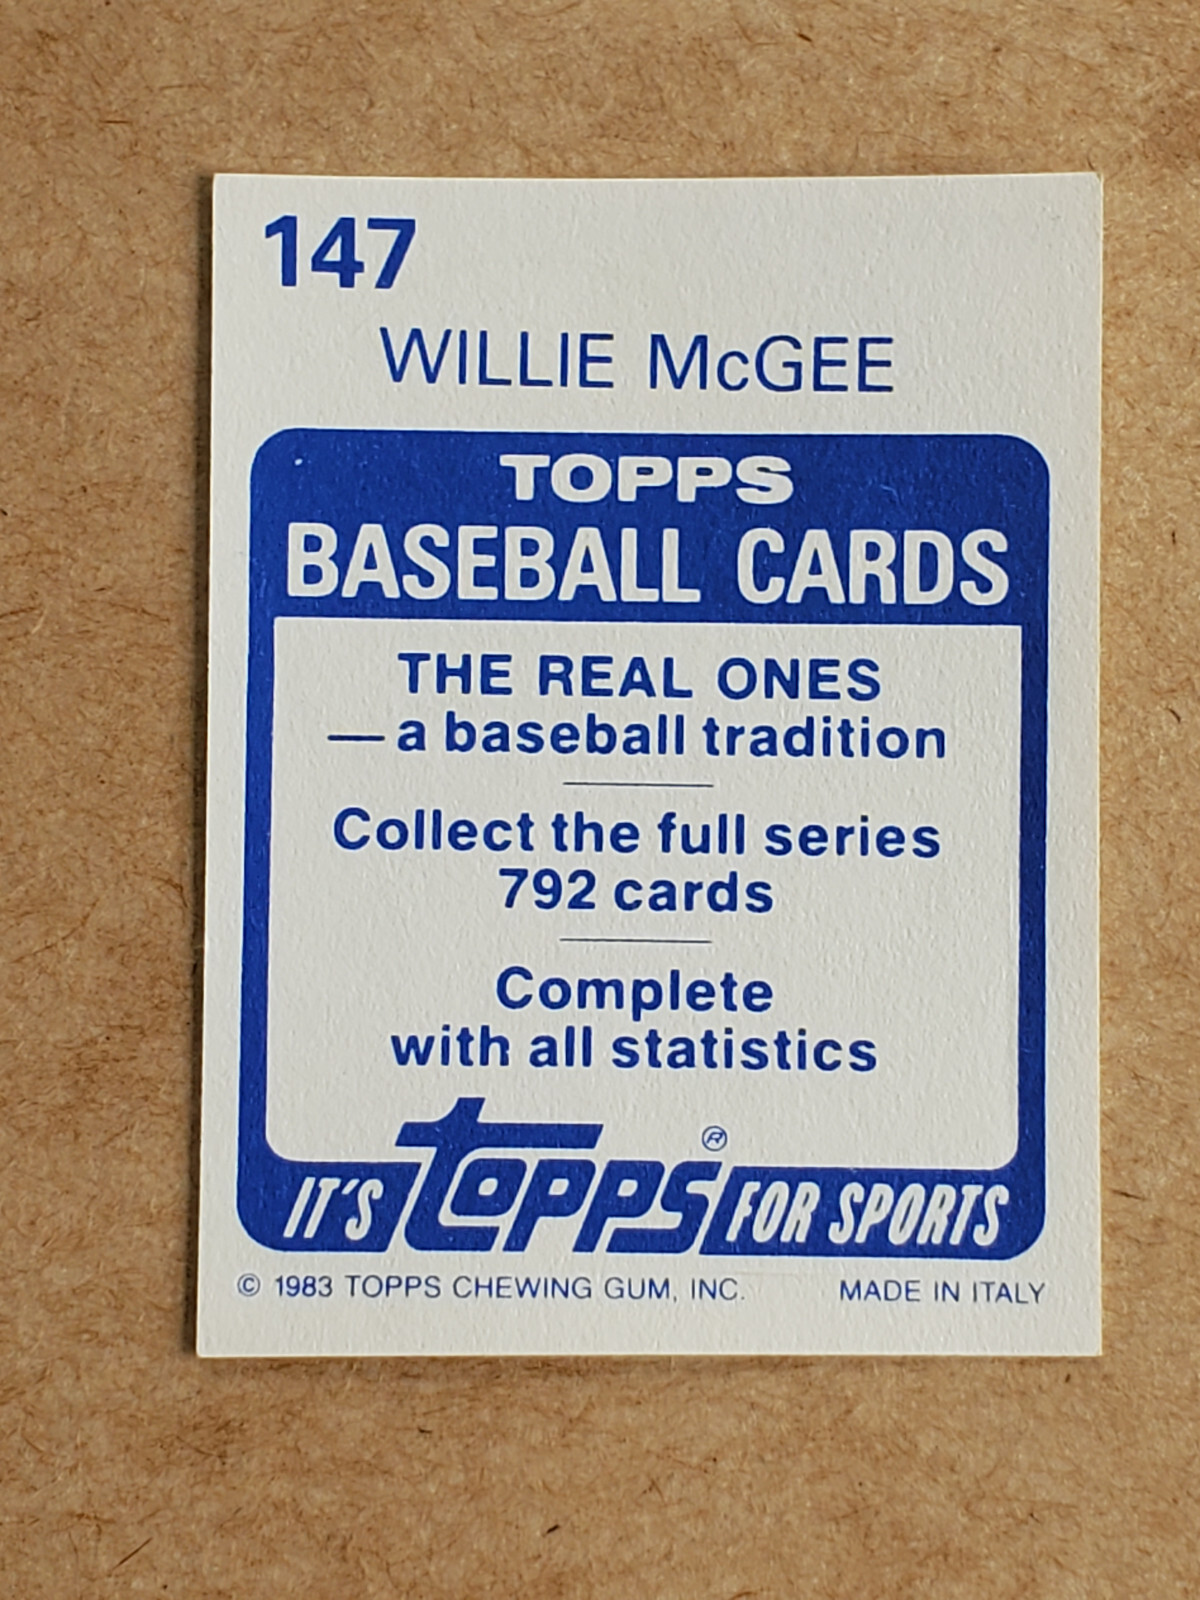 147
WILLIE McGEE
TOPPS
BASEBALL CARDS
THE REAL ONES
— a baseball tradition
Collect the full series
792 cards
Complete
with all statistics
IT'S topps® FOR SPORTS
© 1983 TOPPS CHEWING GUM, INC. MADE IN ITALY